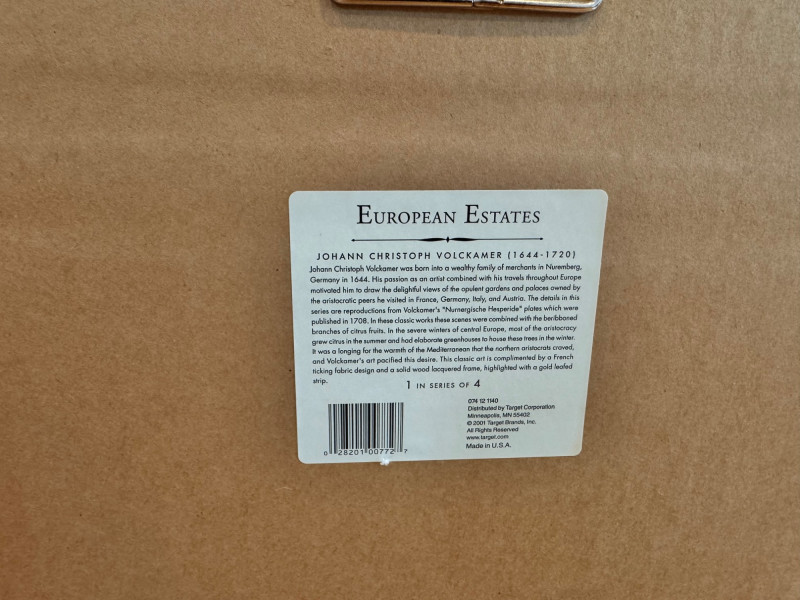 EUROPEAN ESTATES
JOHANN CHRISTOPH VOLCKAMER (1644-1720)
Johann Christoph Volckamer was born into a wealthy family of merchants in Nuremberg,
Germany in 1644. His passion as an artist combined with his travels throughout Europe
motivated him to draw the delightful views of the opulent gardens and palaces owned by
the aristocratic peers he visited in France, Germany, Italy, and Austria. The details in this
series are reproductions from Volckamer's "Nurnergische Hesperide" plates which were
published in 1708. In these classic works these scenes were combined with the beribboned
branches of citrus fruits. In the severe winters of central Europe, most of the aristocracy
grew citrus in the summer and had elaborate greenhouses to house these trees in the winter.
It was a longing for the warmth of the Mediterranean that the northern aristocrats craved,
and Volckamer's art pacified this desire. This classic art is complimented by a French
ticking fabric design and a solid wood lacquered frame, highlighted with a gold leafed
strip.
1 IN SERIES OF 4
074 12 1140
Distributed by Target Corporation
Minneapolis, MN 55402
© 2001 Target Brands, Inc.
All Rights Reserved
www.target.com
Made in U.S.A.
0 28201 00772 7